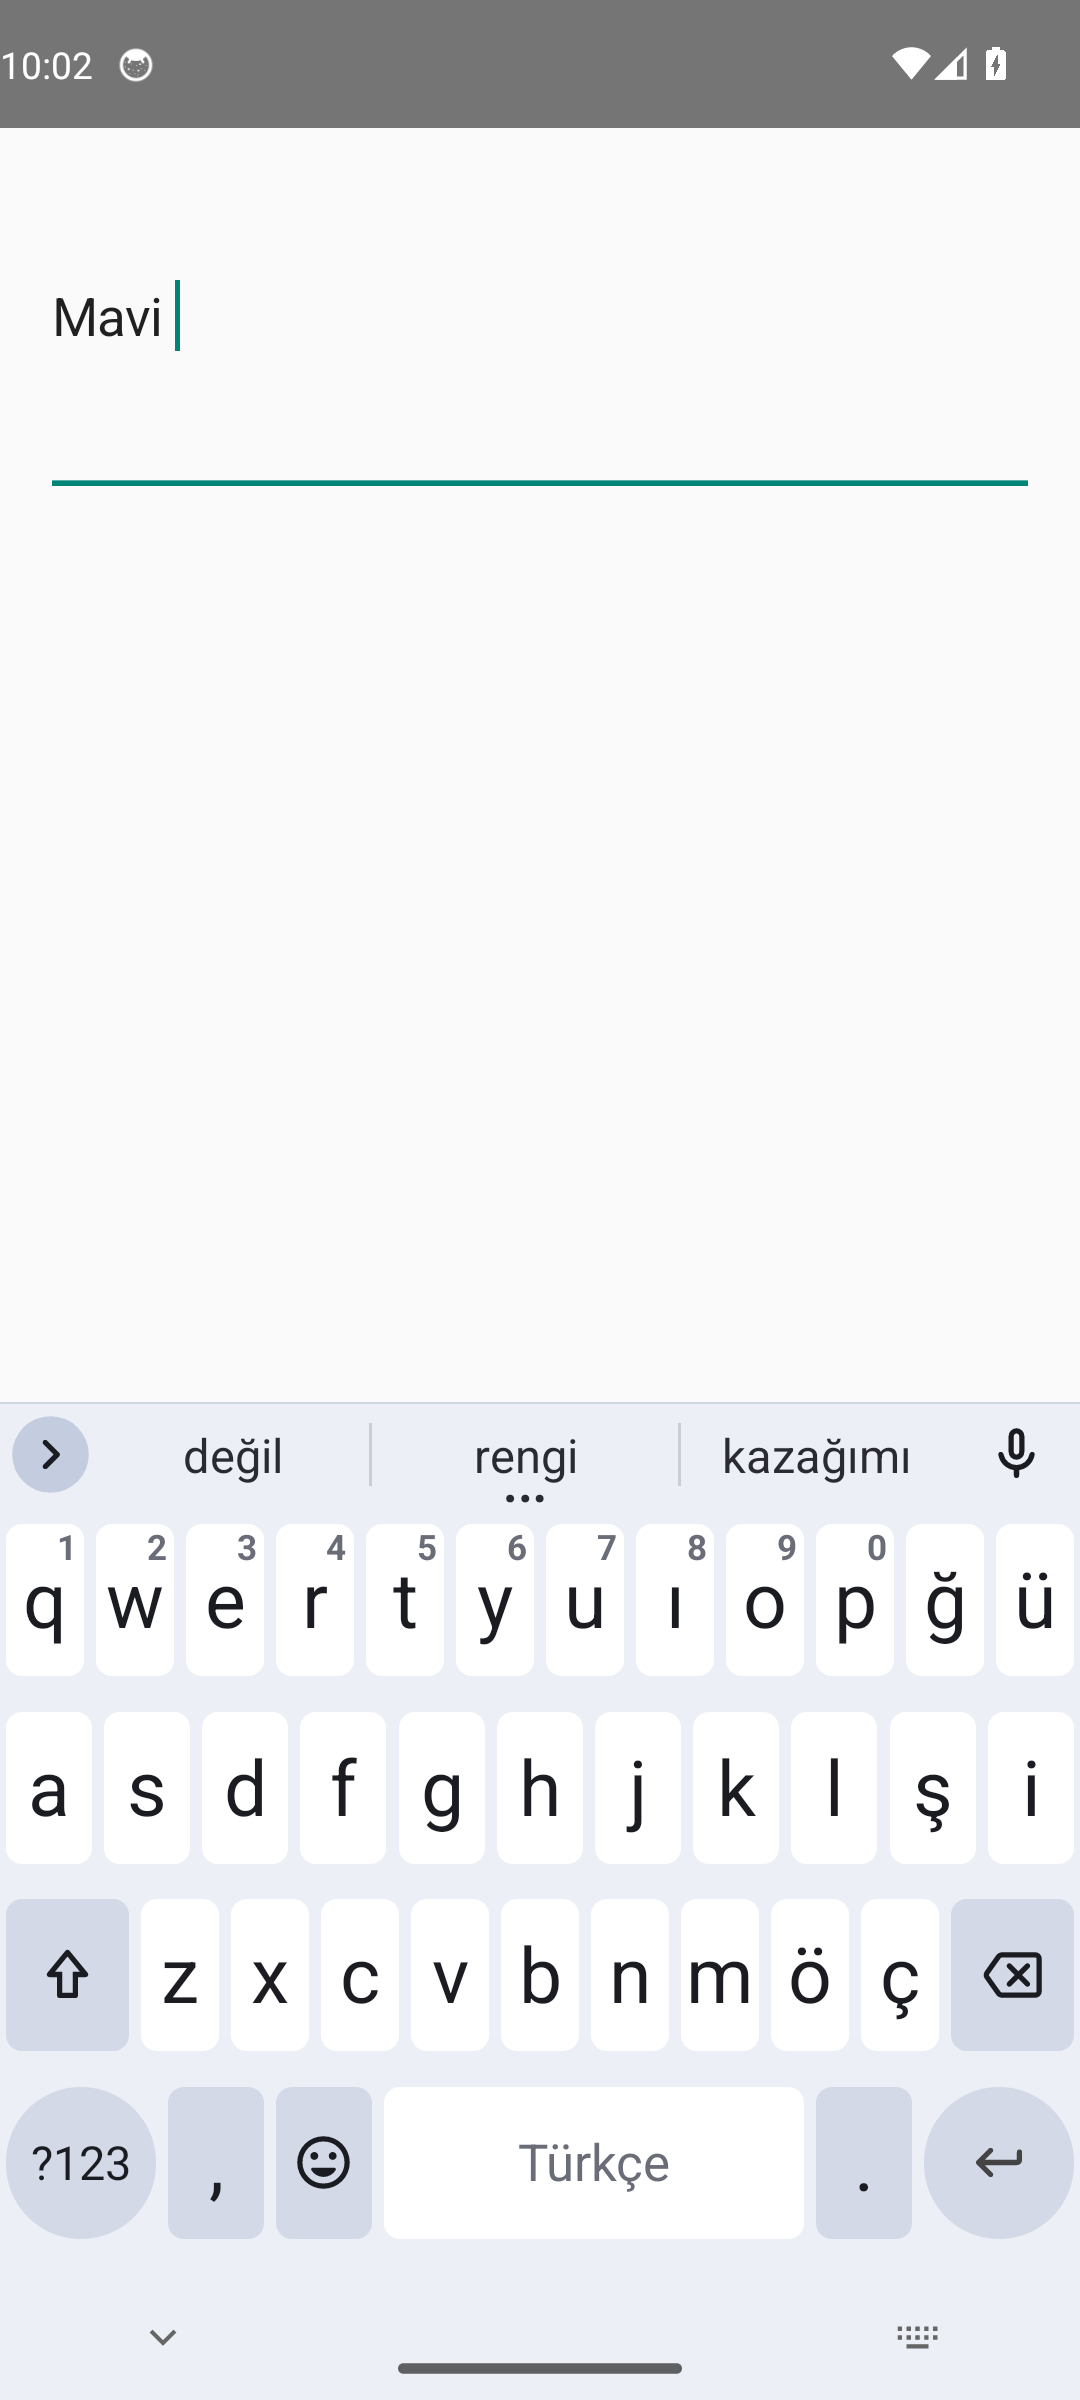 10:02
Mavi
değil rengi kazağımı
1 2 3 4 5 6 7 8 9 0
q w e r t y u ı o p ğ ü
a s d f g h j k l ş i
z x c v b n m ö ç
?123 , Türkçe .